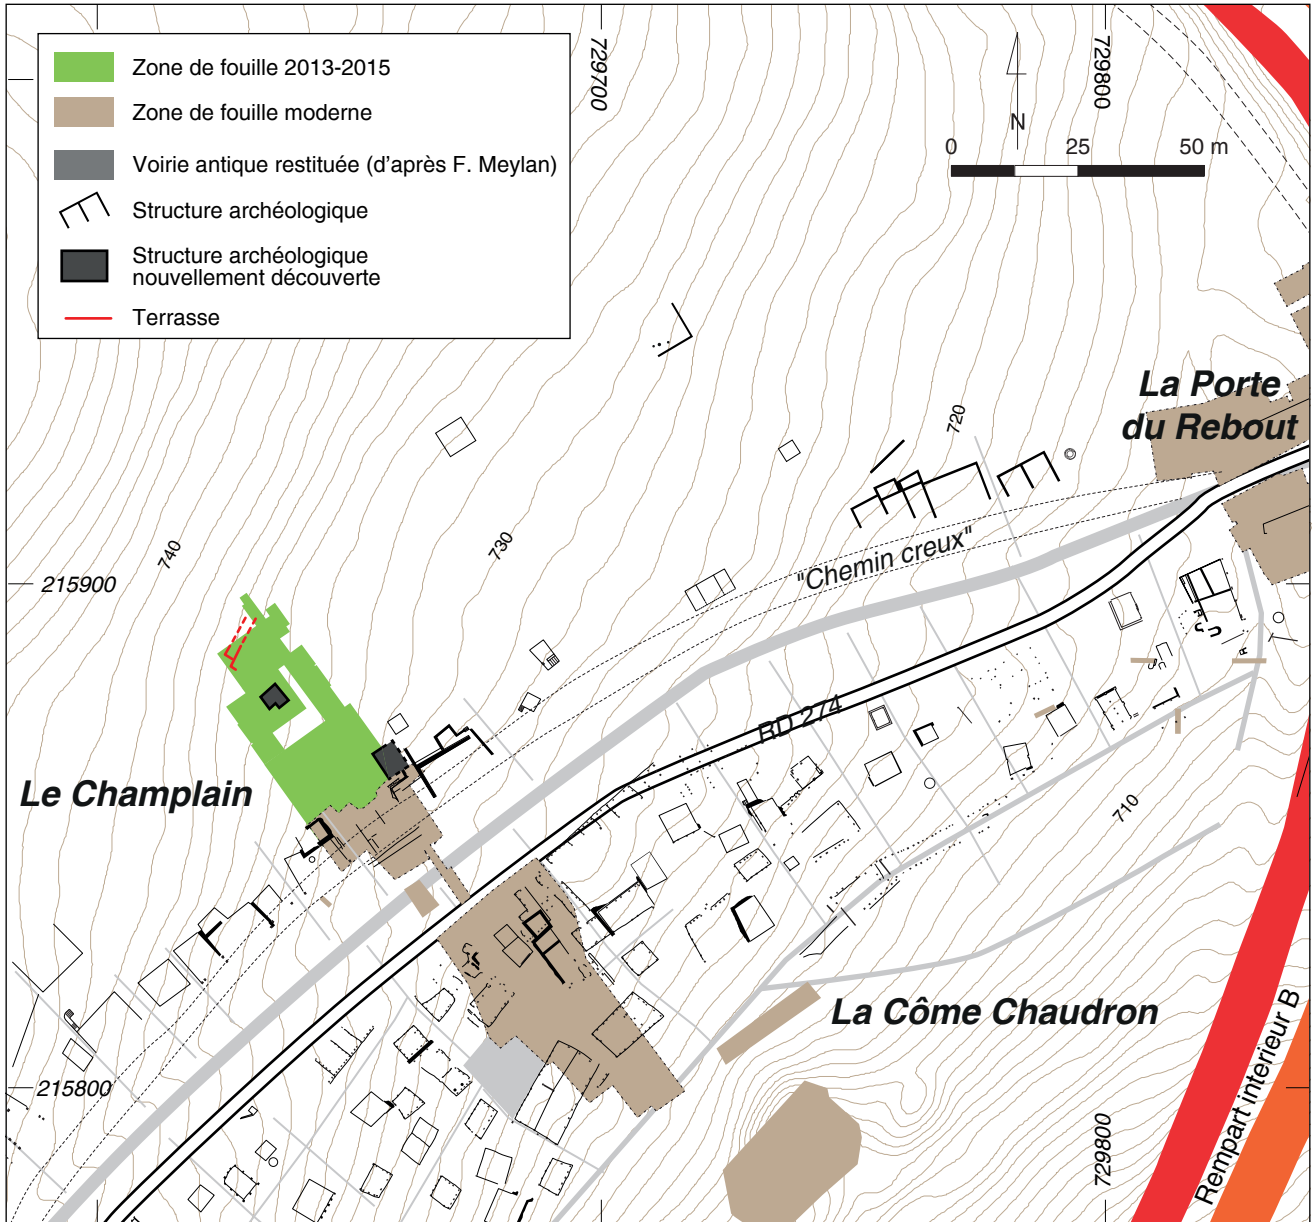 Zone de fouille 2013-2015
Zone de fouille moderne
Voirie antique restituée (d'après F. Meylan)
Structure archéologique
Structure archéologique
nouvellement découverte
Terrasse
729700
729800
N
0 25 50 m
La Porte
du Rebout
720
730
740
"Chemin creux"
215900
RD 274
Le Champlain
710
La Côme Chaudron
Rempart interieur B
215800
729800